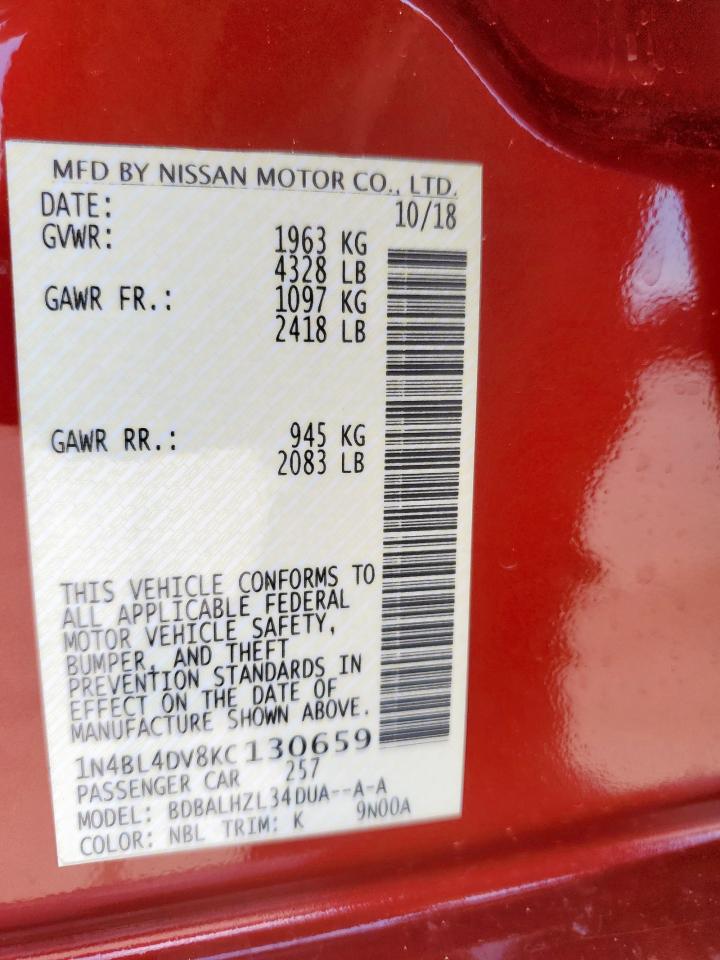 MFD BY NISSAN MOTOR CO., LTD.
DATE: 10/18
GVWR: 1963 KG
4328 LB
GAWR FR.: 1097 KG
2418 LB
GAWR RR.: 945 KG
2083 LB
THIS VEHICLE CONFORMS TO
ALL APPLICABLE FEDERAL
MOTOR VEHICLE SAFETY,
BUMPER, AND THEFT
PREVENTION STANDARDS IN
EFFECT ON THE DATE OF
MANUFACTURE SHOWN ABOVE.
1N4BL4DV8KC130659
PASSENGER CAR 257
MODEL: BDBALHZL34DUA--A-A
COLOR: NBL TRIM: K 9N00A